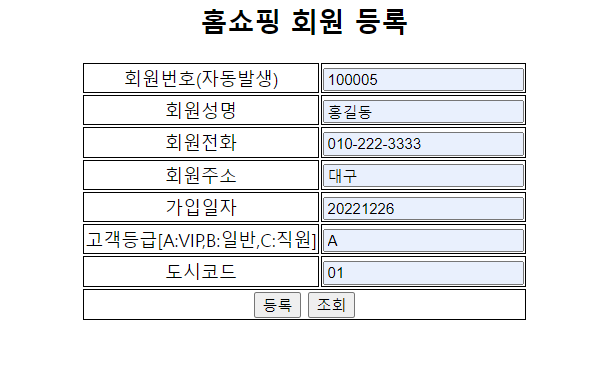 홈쇼핑 회원 등록
회원번호(자동발생) 100005
회원성명 홍길동
회원전화 010-222-3333
회원주소 대구
가입일자 20221226
고객등급[A:VIP,B:일반,C:직원] A
도시코드 01
등록 조회